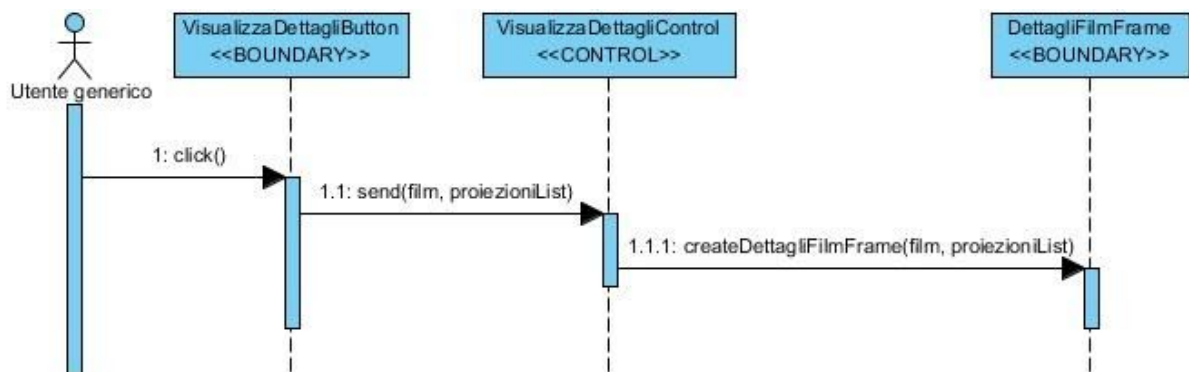 VisualizzaDettagliButton
<<BOUNDARY>>
VisualizzaDettagliControl
<<CONTROL>>
DettagliFilmFrame
<<BOUNDARY>>
Utente generico
1: click()
1.1: send(film, proiezioniList)
1.1.1: createDettagliFilmFrame(film, proiezioniList)